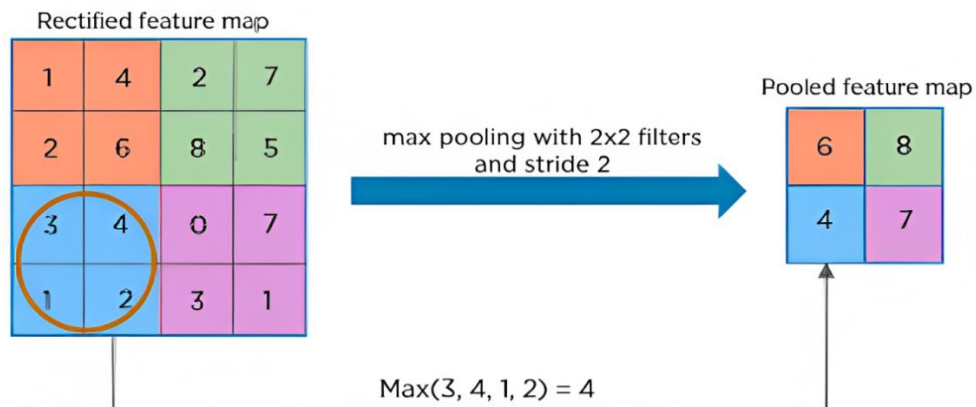 Rectified feature map
1 4 2 7
2 6 8 5
3 4 0 7
1 2 3 1
max pooling with 2x2 filters
and stride 2
Pooled feature map
6 8
4 7
Max(3, 4, 1, 2) = 4